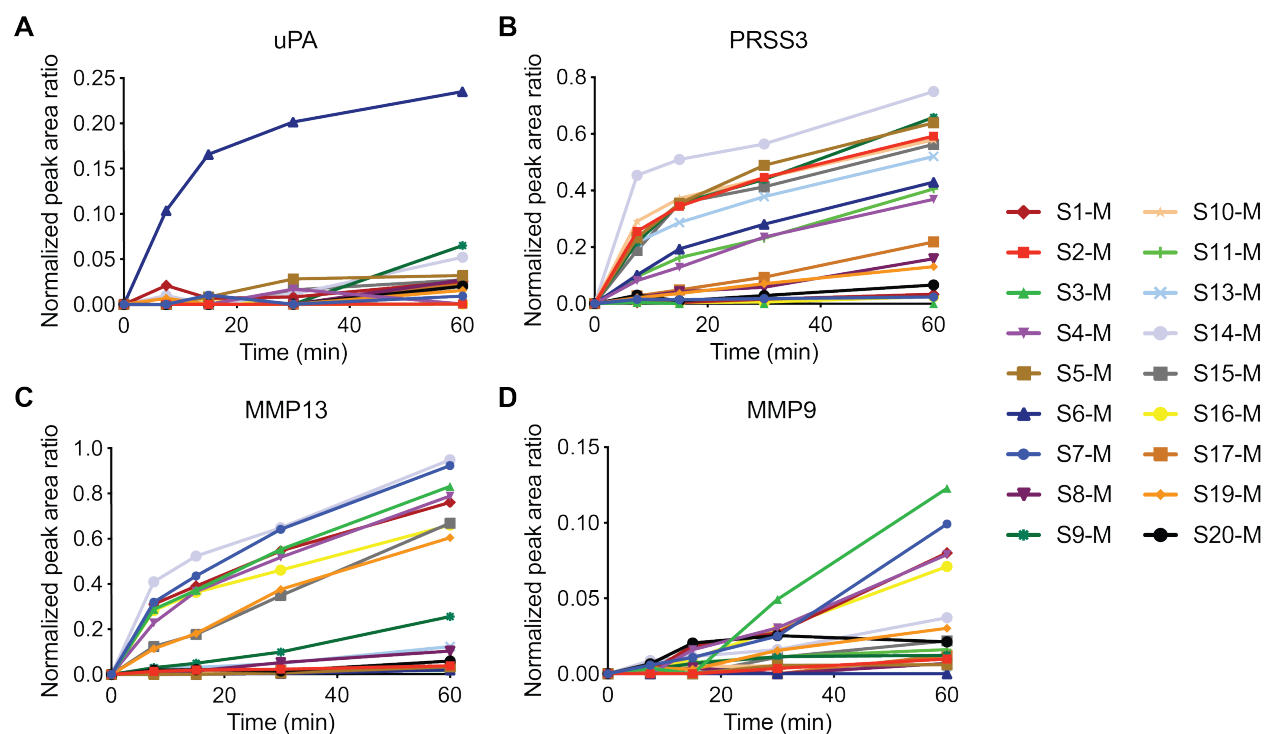 A
uPA
Normalized peak area ratio
0.25
0.20
0.15
0.10
0.05
0.00
0 20 40 60
Time (min)
B
PRSS3
Normalized peak area ratio
0.8
0.6
0.4
0.2
0.0
0 20 40 60
Time (min)
C
MMP13
Normalized peak area ratio
1.0
0.8
0.6
0.4
0.2
0.0
0 20 40 60
Time (min)
D
MMP9
Normalized peak area ratio
0.15
0.10
0.05
0.00
0 20 40 60
Time (min)
S1-M S10-M
S2-M S11-M
S3-M S13-M
S4-M S14-M
S5-M S15-M
S6-M S16-M
S7-M S17-M
S8-M S19-M
S9-M S20-M